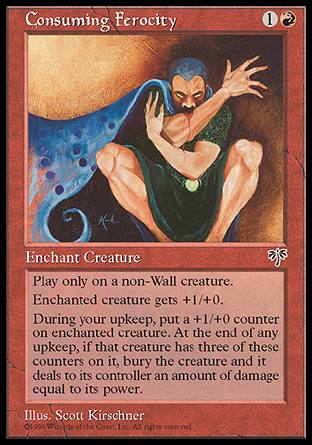 Consuming Ferocity 1
Enchant Creature
Play only on a non-Wall creature.
Enchanted creature gets +1/+0.
During your upkeep, put a +1/+0 counter
on enchanted creature. At the end of any
upkeep, if that creature has three of these
counters on it, bury the creature and it
deals to its controller an amount of damage
equal to its power.
Illus. Scott Kirschner
©1996 Wizards of the Coast, Inc. All rights reserved.